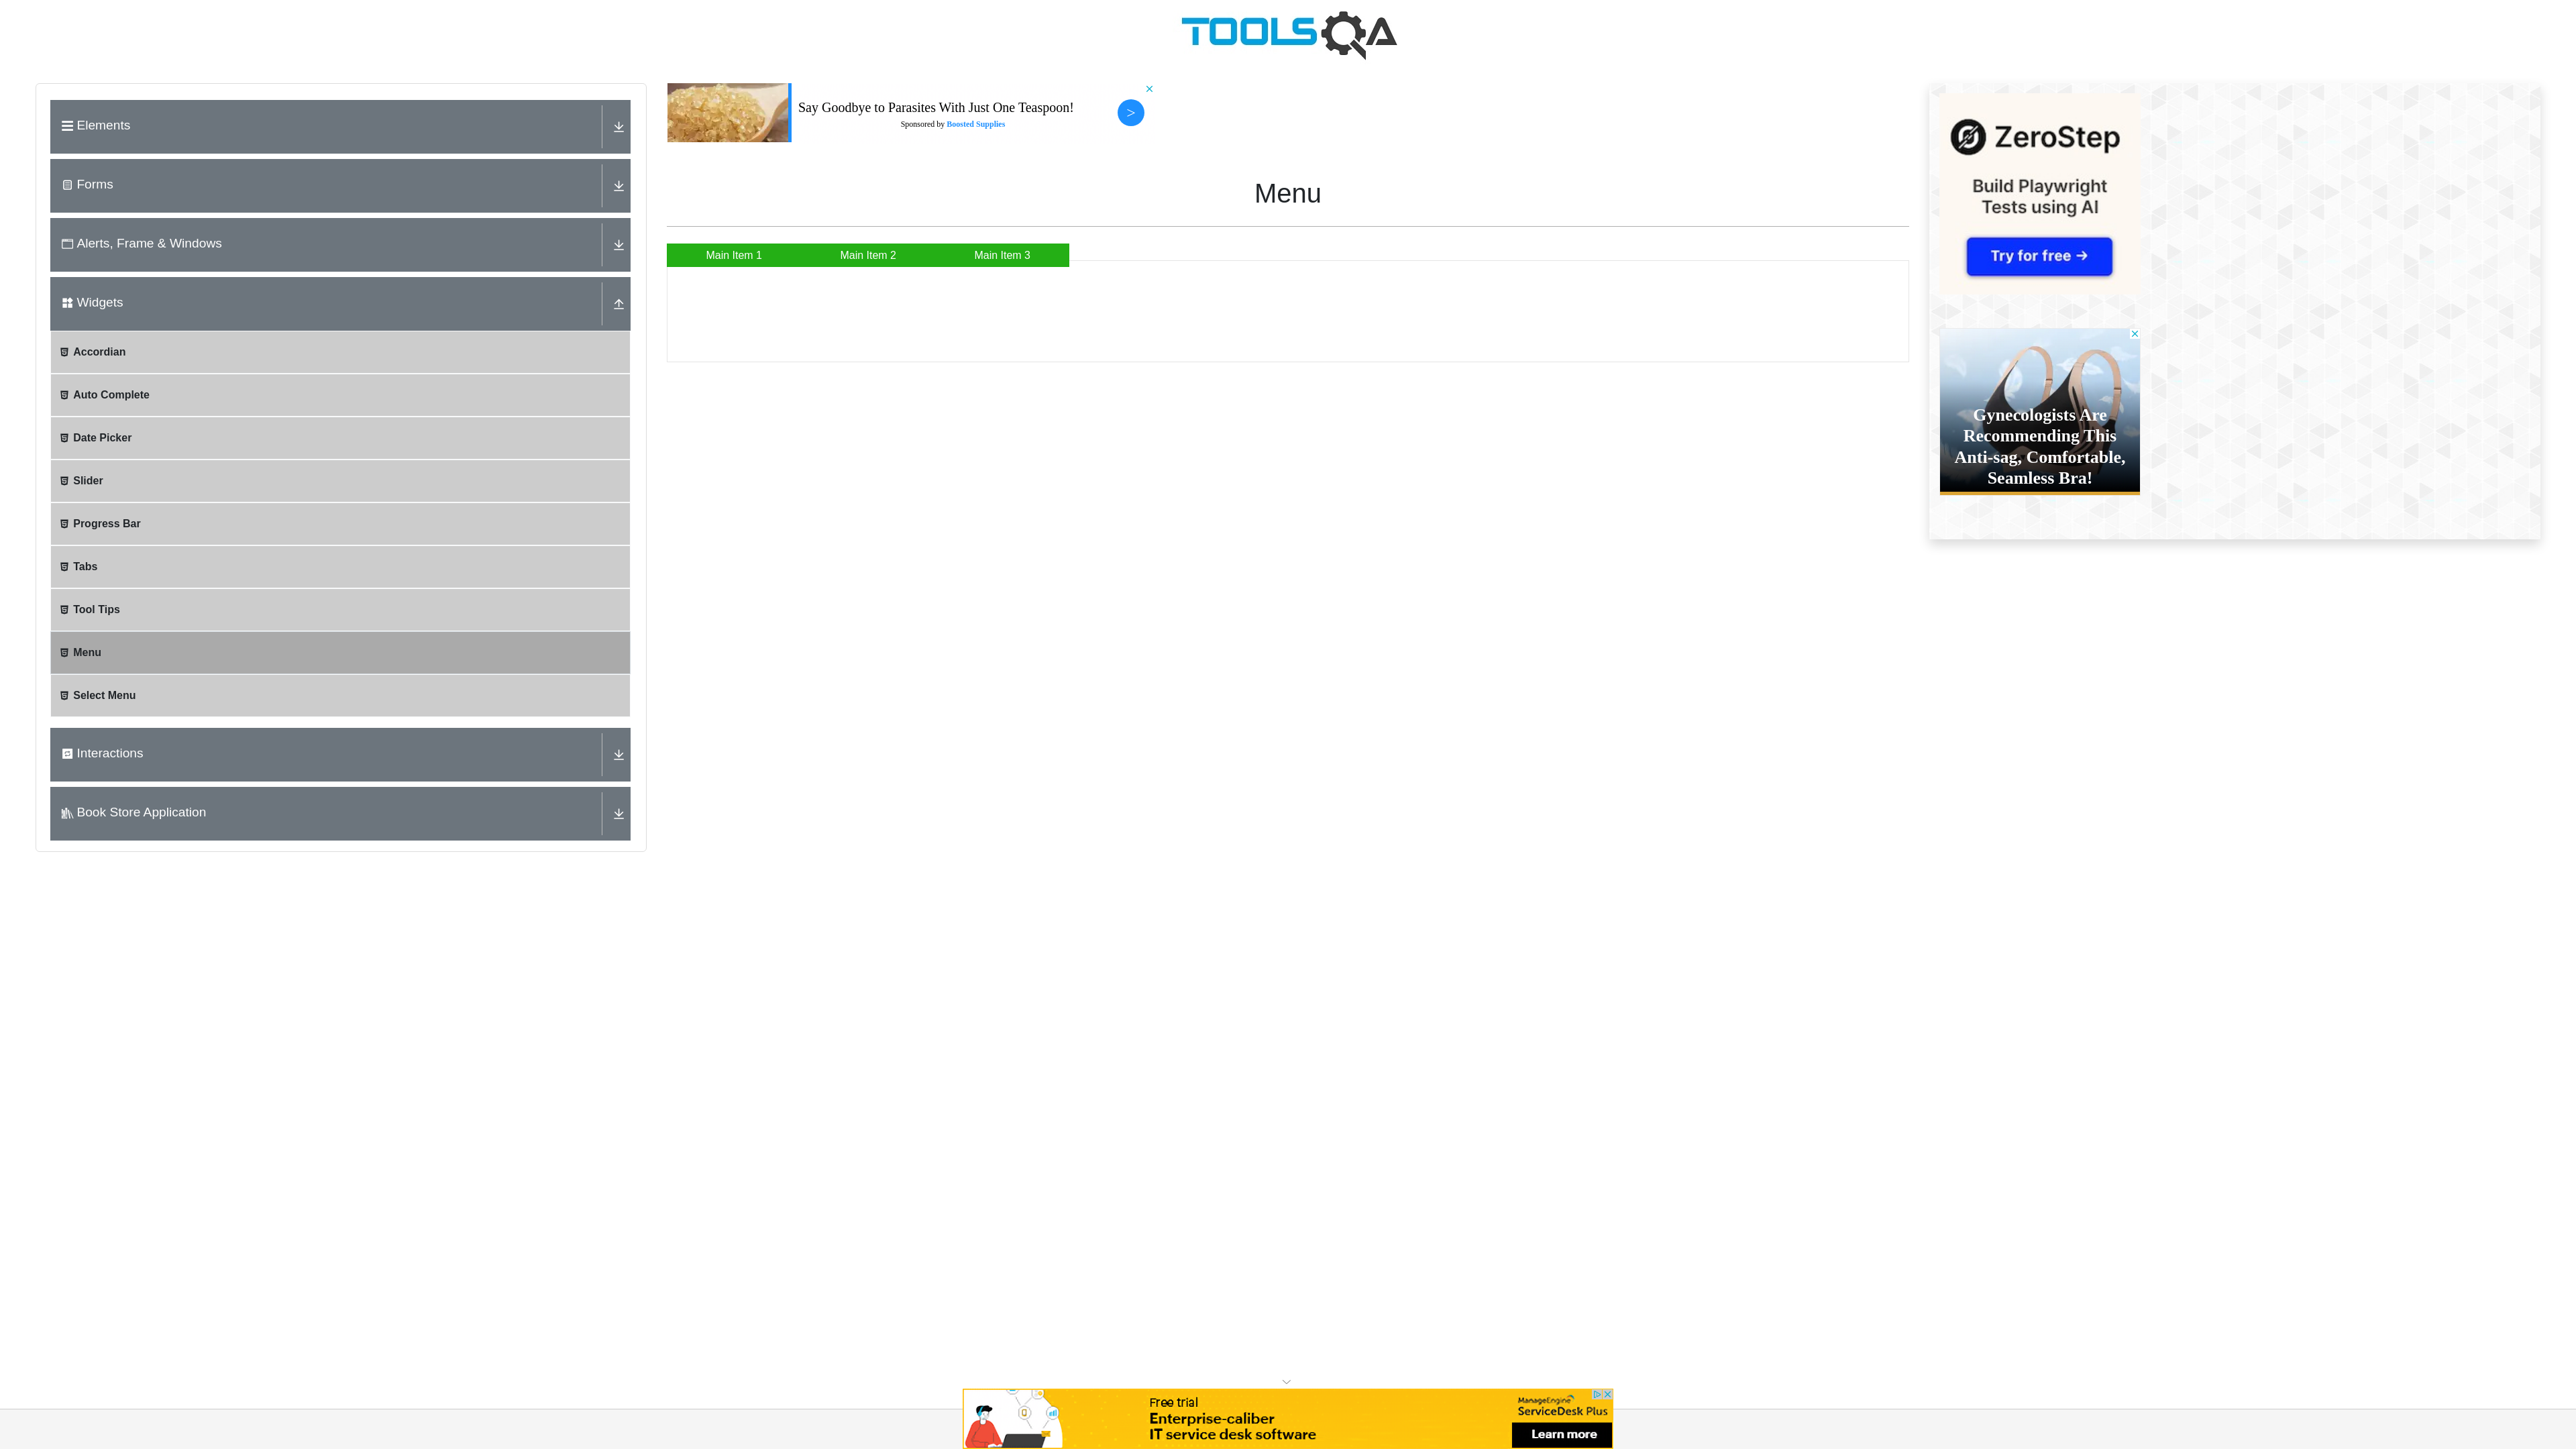 TOOLSQA
Elements
Forms
Alerts, Frame & Windows
Widgets
Accordian
Auto Complete
Date Picker
Slider
Progress Bar
Tabs
Tool Tips
Menu
Select Menu
Interactions
Book Store Application
Say Goodbye to Parasites With Just One Teaspoon!
Sponsored by Boosted Supplies
>
Menu
Main Item 1
Main Item 2
Main Item 3
ZeroStep
Build Playwright
Tests using AI
Try for free →
Gynecologists Are
Recommending This
Anti-sag, Comfortable,
Seamless Bra!
Free trial
Enterprise-caliber
IT service desk software
ManageEngine
ServiceDesk Plus
Learn more